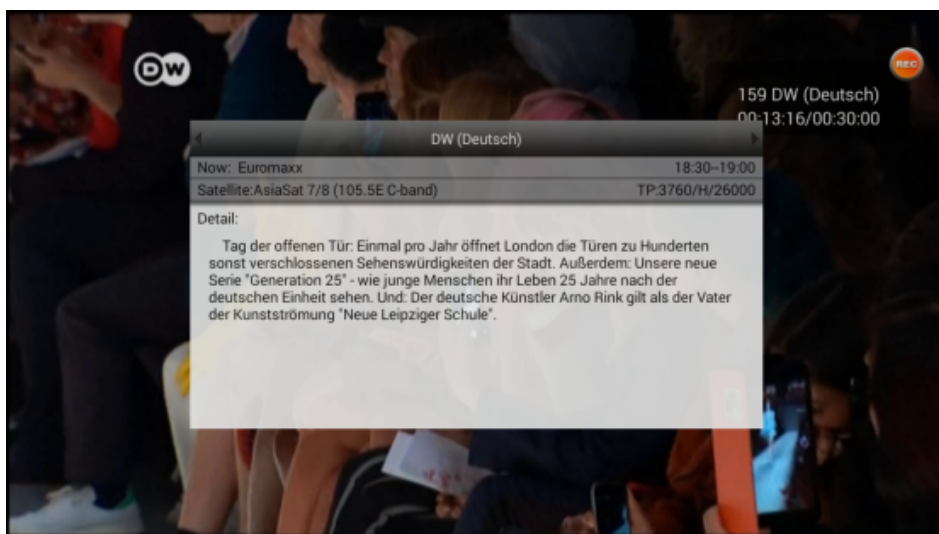 DW
REC
159 DW (Deutsch)
00:13:16/00:30:00
DW (Deutsch)
Now: Euromaxx 18:30--19:00
Satellite:AsiaSat 7/8 (105.5E C-band) TP:3760/H/26000
Detail:
Tag der offenen Tür: Einmal pro Jahr öffnet London die Türen zu Hunderten
sonst verschlossenen Sehenswürdigkeiten der Stadt. Außerdem: Unsere neue
Serie "Generation 25" - wie junge Menschen ihr Leben 25 Jahre nach der
deutschen Einheit sehen. Und: Der deutsche Künstler Arno Rink gilt als der Vater
der Kunstströmung "Neue Leipziger Schule".